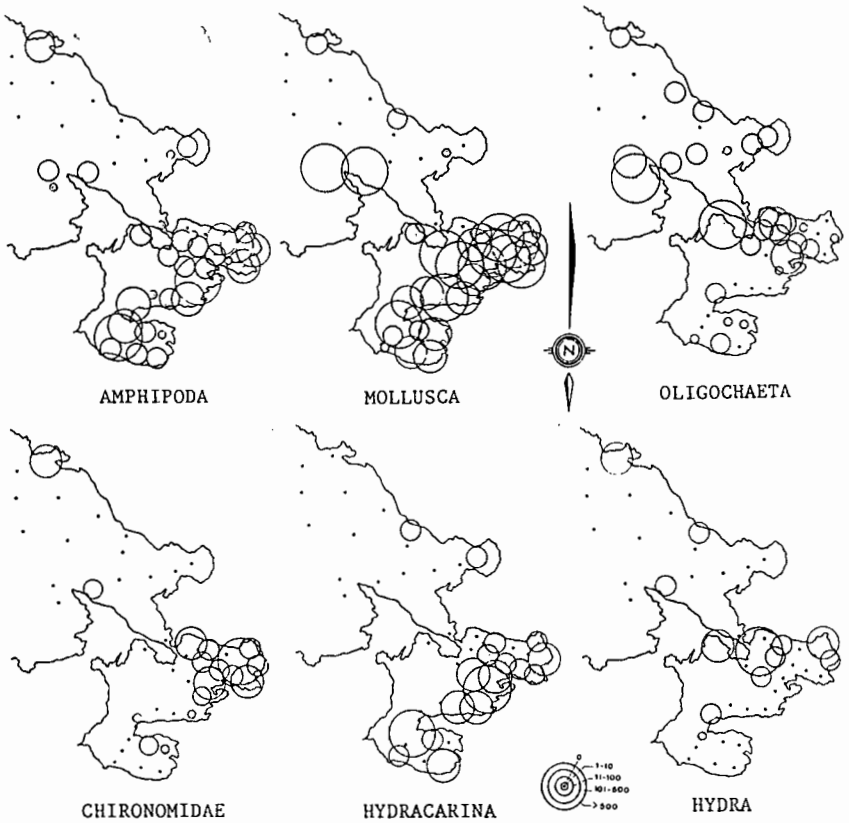 AMPHIPODA
MOLLUSCA
OLIGOCHAETA
N
CHIRONOMIDAE
HYDRACARINA
HYDRA
0
1-10
11-100
101-500
>500